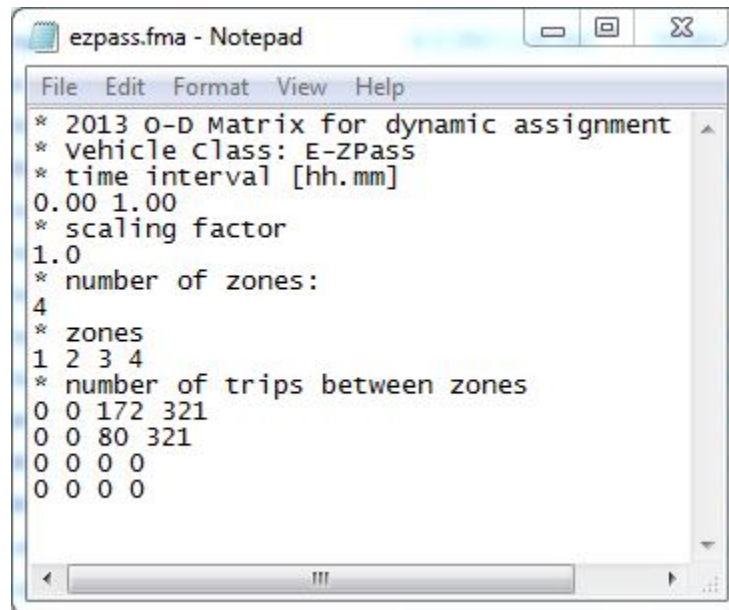 ezpass.fma - Notepad
File Edit Format View Help
* 2013 O-D Matrix for dynamic assignment
* Vehicle Class: E-ZPass
* time interval [hh.mm]
0.00 1.00
* scaling factor
1.0
* number of zones:
4
* zones
1 2 3 4
* number of trips between zones
0 0 172 321
0 0 80 321
0 0 0 0
0 0 0 0